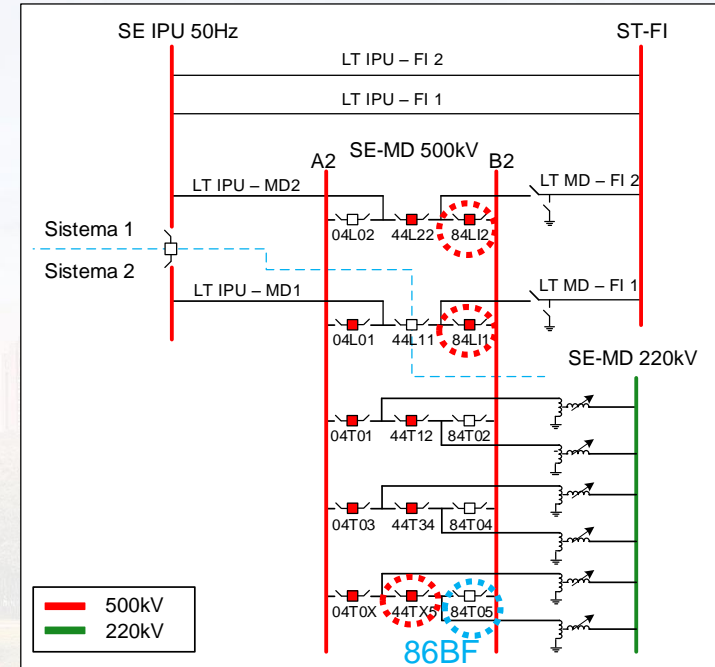 SE IPU 50Hz
ST-FI
LT IPU – FI 2
LT IPU – FI 1
SE-MD 500kV
A2
B2
LT IPU – MD2
LT MD – FI 2
04L02
44L22
84LI2
Sistema 1
Sistema 2
LT IPU – MD1
LT MD – FI 1
04L01
44L11
84LI1
SE-MD 220kV
04T01
44T12
84T02
04T03
44T34
84T04
04T0X
44TX5
84T05
86BF
500kV
220kV